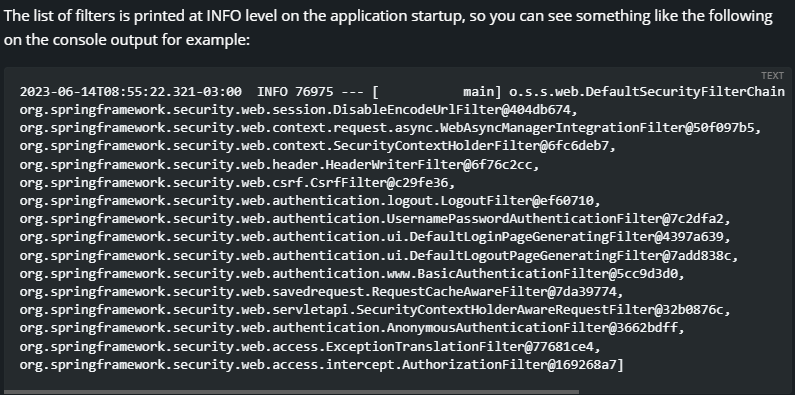 The list of filters is printed at INFO level on the application startup, so you can see something like the following
on the console output for example:
TEXT
2023-06-14T08:55:22.321-03:00  INFO 76975 --- [           main] o.s.s.web.DefaultSecurityFilterChain
org.springframework.security.web.session.DisableEncodeUrlFilter@404db674,
org.springframework.security.web.context.request.async.WebAsyncManagerIntegrationFilter@50f097b5,
org.springframework.security.web.context.SecurityContextHolderFilter@6fc6deb7,
org.springframework.security.web.header.HeaderWriterFilter@6f76c2cc,
org.springframework.security.web.csrf.CsrfFilter@c29fe36,
org.springframework.security.web.authentication.logout.LogoutFilter@ef60710,
org.springframework.security.web.authentication.UsernamePasswordAuthenticationFilter@7c2dfa2,
org.springframework.security.web.authentication.ui.DefaultLoginPageGeneratingFilter@4397a639,
org.springframework.security.web.authentication.ui.DefaultLogoutPageGeneratingFilter@7add838c,
org.springframework.security.web.authentication.www.BasicAuthenticationFilter@5cc9d3d0,
org.springframework.security.web.savedrequest.RequestCacheAwareFilter@7da39774,
org.springframework.security.web.servletapi.SecurityContextHolderAwareRequestFilter@32b0876c,
org.springframework.security.web.authentication.AnonymousAuthenticationFilter@3662bdff,
org.springframework.security.web.access.ExceptionTranslationFilter@77681ce4,
org.springframework.security.web.access.intercept.AuthorizationFilter@169268a7]